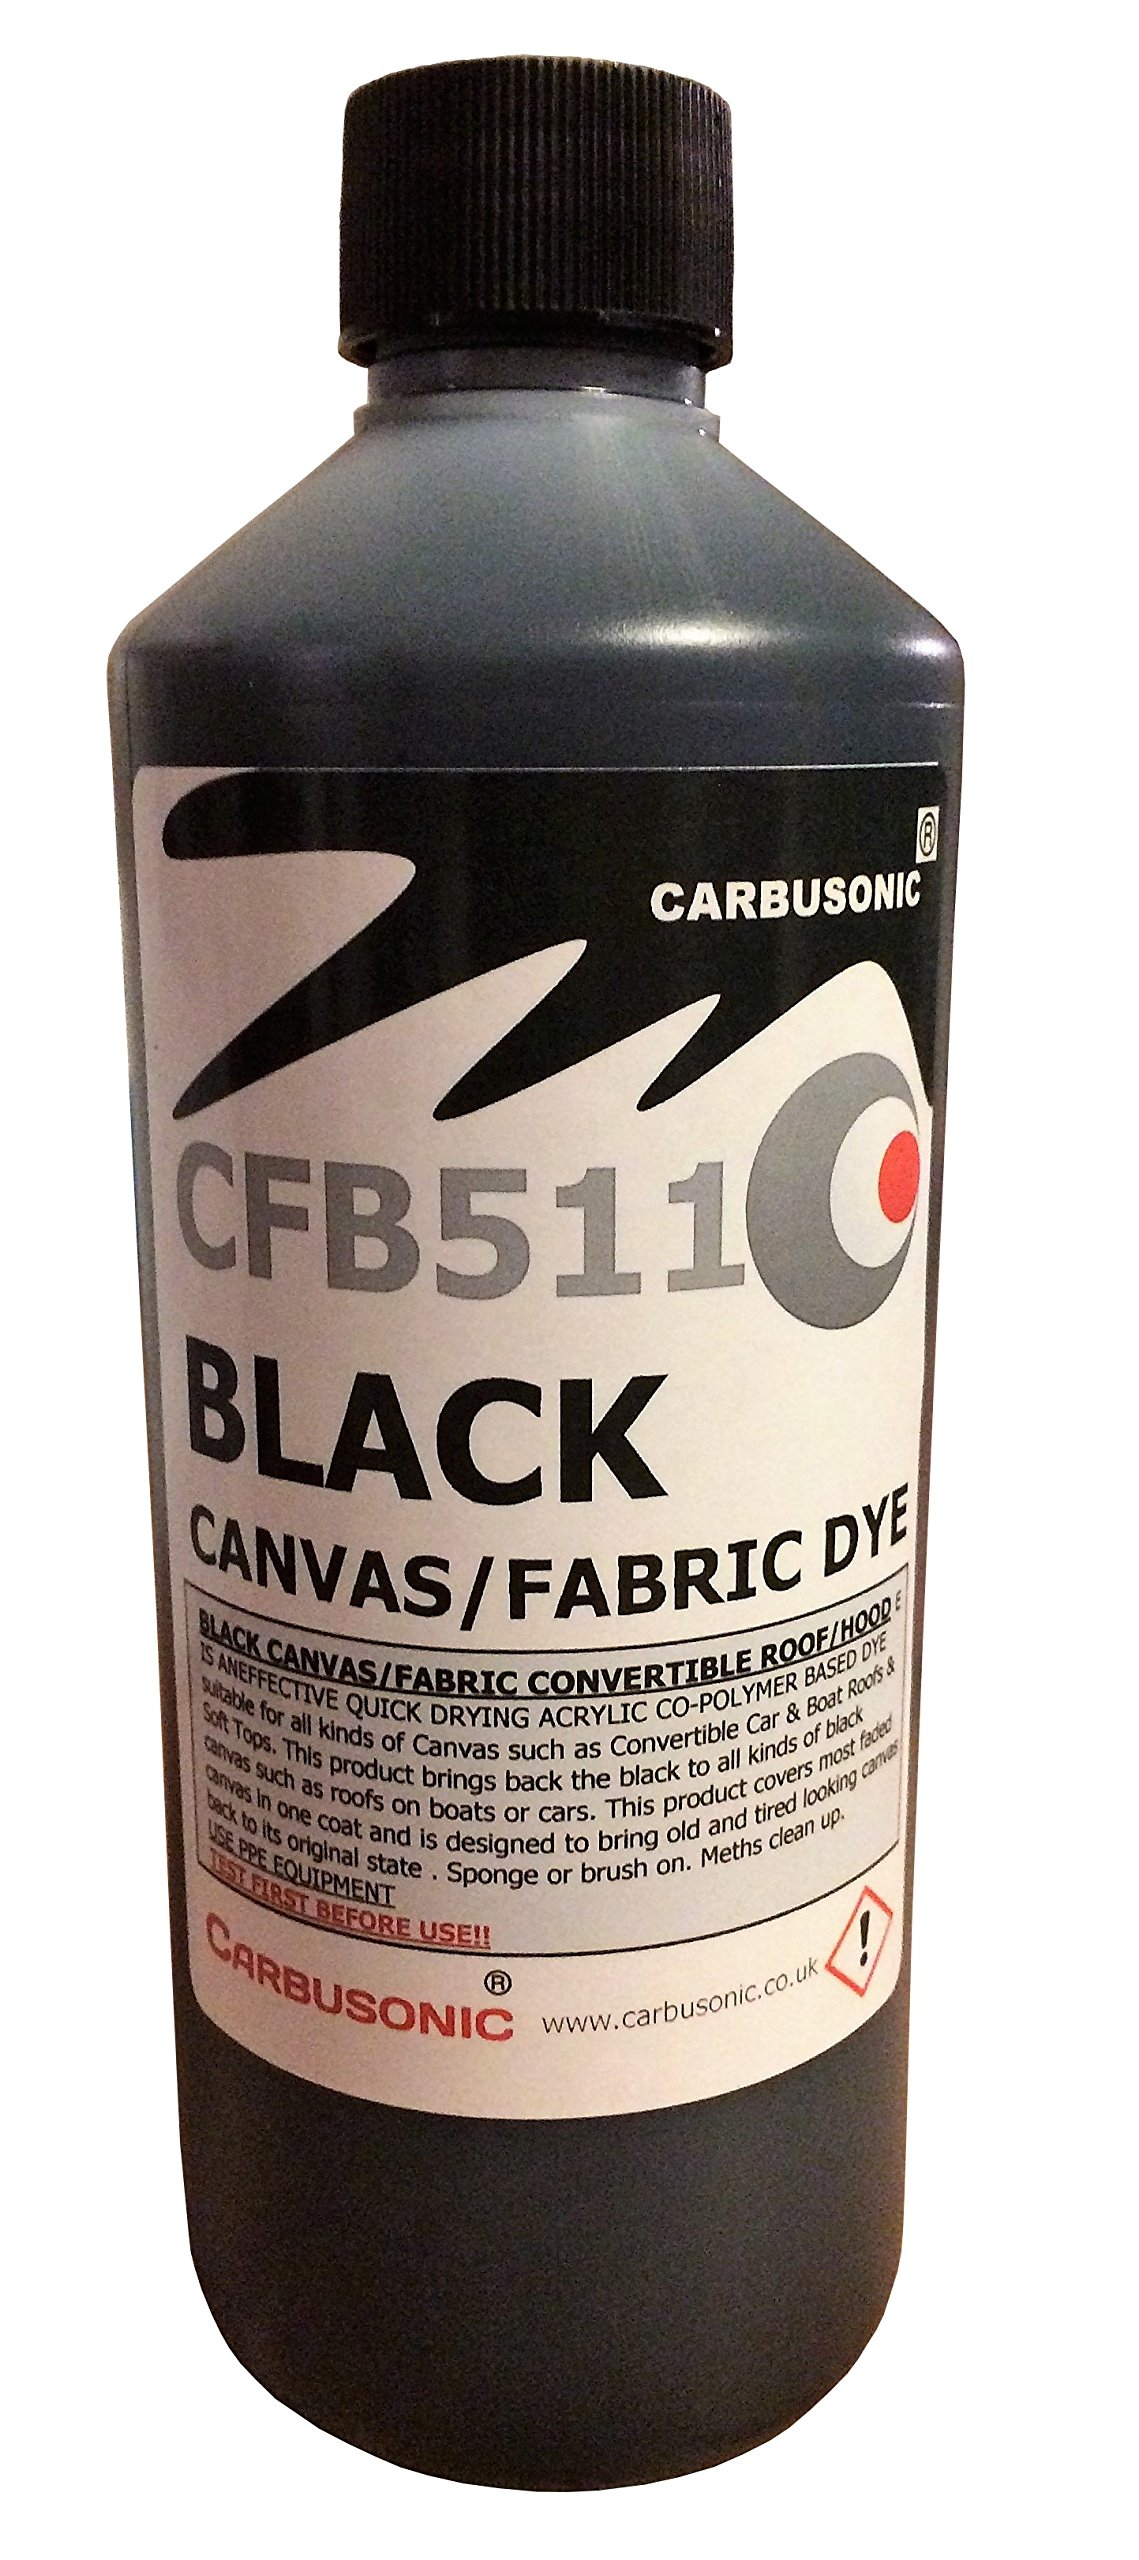 CARBUSONIC®
CFB511
BLACK
CANVAS/FABRIC DYE
BLACK CANVAS/FABRIC CONVERTIBLE ROOF/HOOD E
IS ANEFFECTIVE QUICK DRYING ACRYLIC CO-POLYMER BASED DYE
suitable for all kinds of Canvas such as Convertible Car & Boat Roofs &
Soft Tops. This product brings back the black to all kinds of black
canvas such as roofs on boats or cars. This product covers most faded
canvas in one coat and is designed to bring old and tired looking canvas
back to its original state . Sponge or brush on. Meths clean up.
USE PPE EQUIPMENT
TEST FIRST BEFORE USE!!
CARBUSONIC® www.carbusonic.co.uk